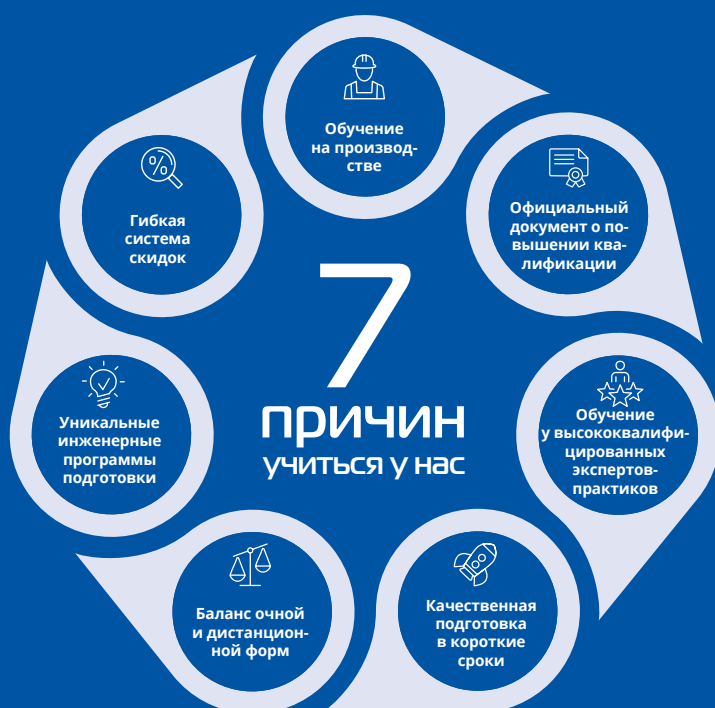 7
причин
учиться у нас
Обучение
на производ-
стве
Официальный
документ о по-
вышении ква-
лификации
Обучение
у высококвалифи-
цированных
экспертов-
практиков
Качественная
подготовка
в короткие
сроки
Баланс очной
и дистанцион-
ной форм
Уникальные
инженерные
программы
подготовки
Гибкая
система
скидок
%